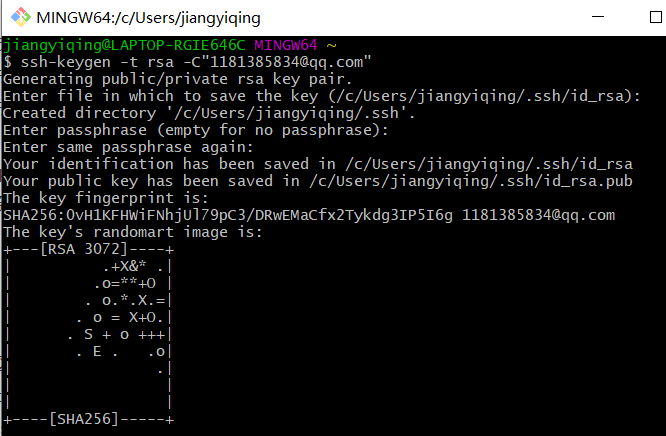 MINGW64:/c/Users/jiangyiqing
jiangyiqing@LAPTOP-RGIE646C MINGW64 ~
$ ssh-keygen -t rsa -C"1181385834@qq.com"
Generating public/private rsa key pair.
Enter file in which to save the key (/c/Users/jiangyiqing/.ssh/id_rsa):
Created directory '/c/Users/jiangyiqing/.ssh'.
Enter passphrase (empty for no passphrase):
Enter same passphrase again:
Your identification has been saved in /c/Users/jiangyiqing/.ssh/id_rsa
Your public key has been saved in /c/Users/jiangyiqing/.ssh/id_rsa.pub
The key fingerprint is:
SHA256:OvH1KFHWiFNhjUl79pC3/DRwEMaCfx2Tykdg3IP5I6g 1181385834@qq.com
The key's randomart image is:
+---[RSA 3072]----+
|          .+X&* .|
|         .o=**+O |
|        . o.*.X.=|
|       . o = X+O.|
|      . S + o +++|
|       . E .   .o|
|                .|
|                 |
|                 |
+----[SHA256]-----+